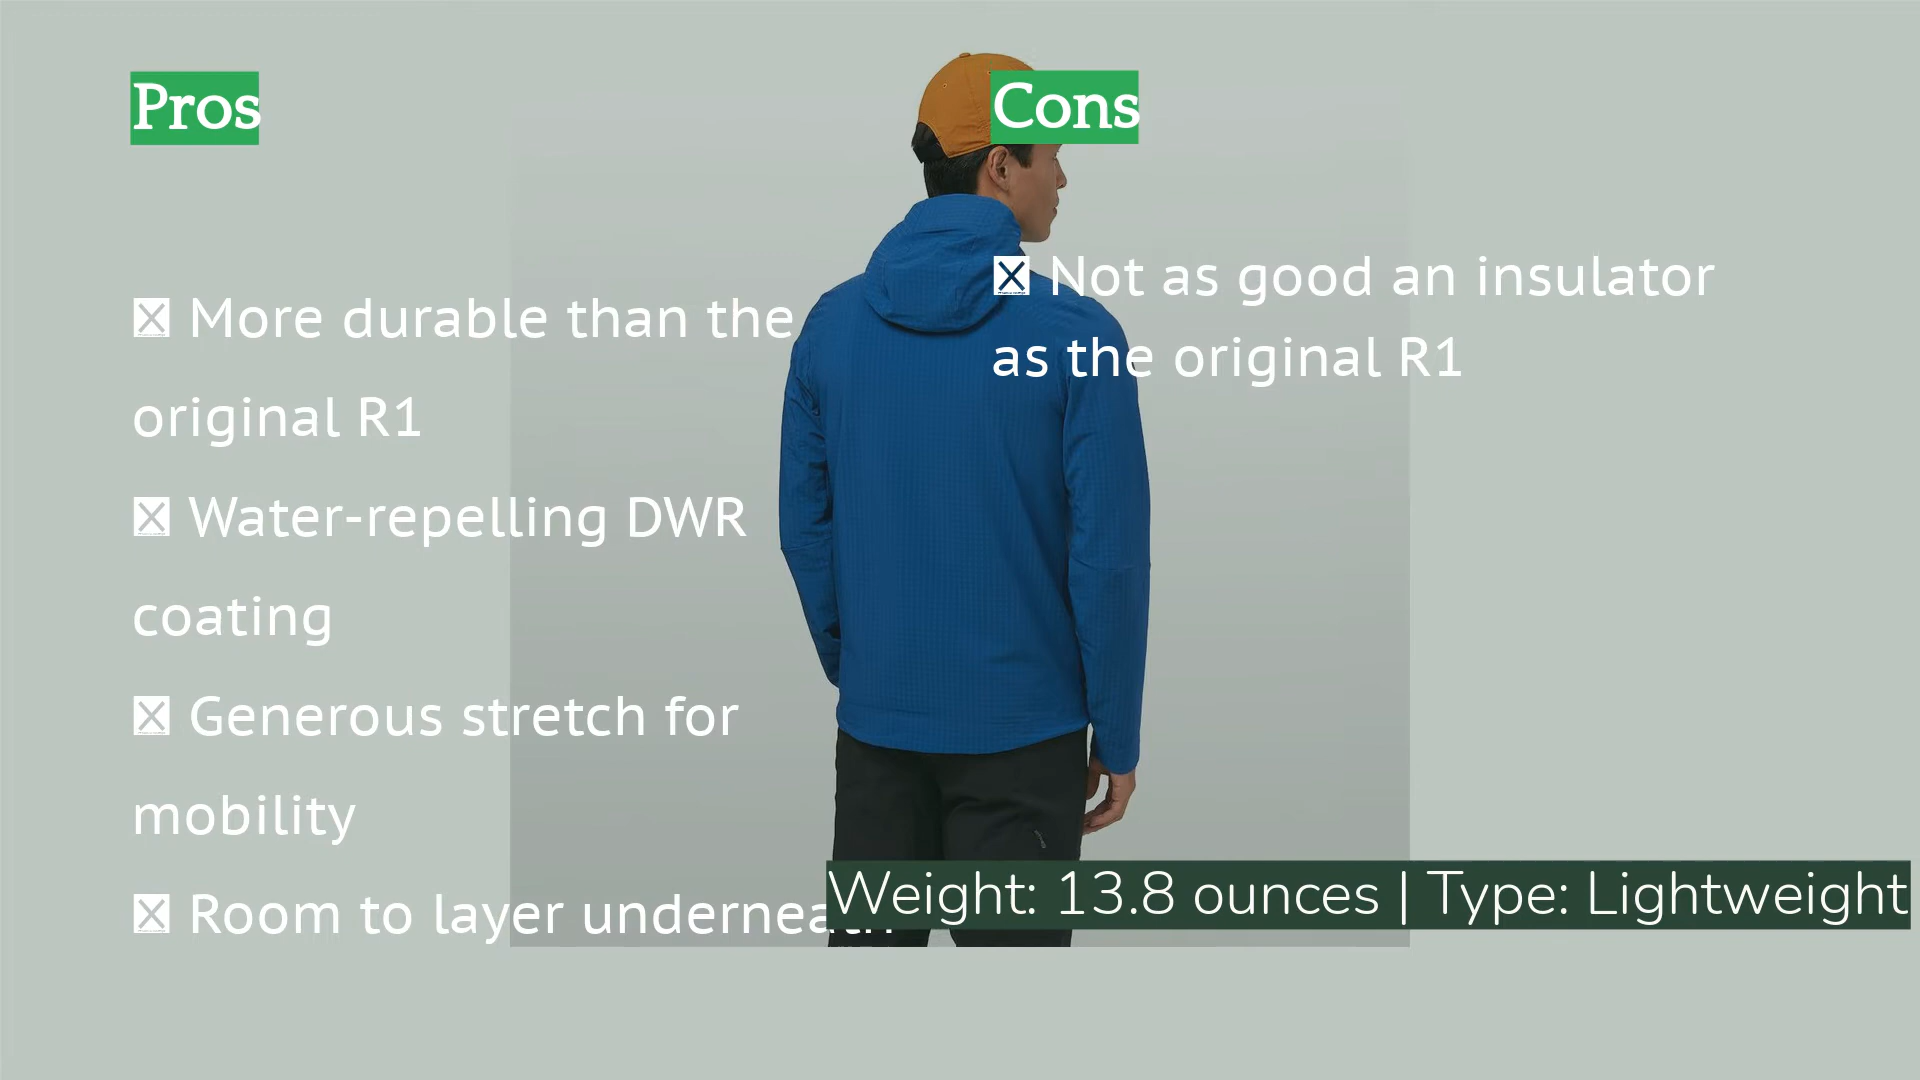 Pros
More durable than the
original R1
Water-repelling DWR
coating
Generous stretch for
mobility
Room to layer underneath
Cons
Not as good an insulator
as the original R1
Weight: 13.8 ounces | Type: Lightweight